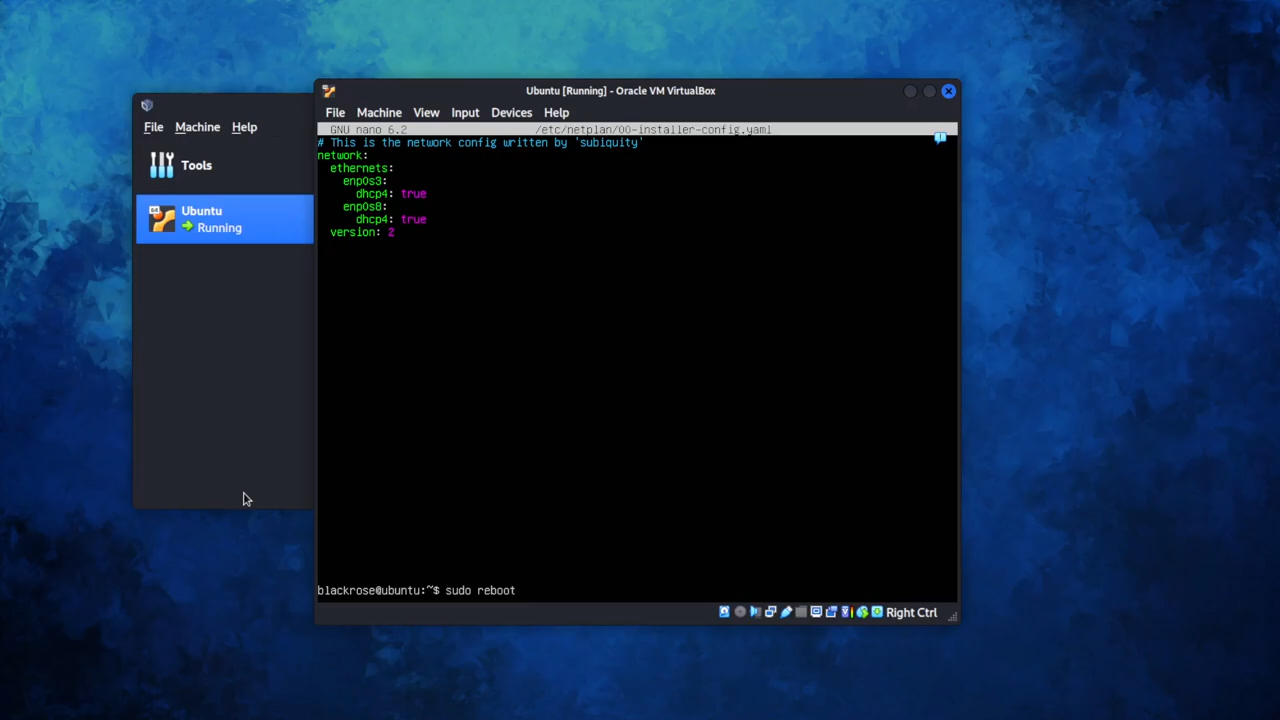 Ubuntu [Running] - Oracle VM VirtualBox
File Machine Help
Tools
Ubuntu
Running
File Machine View Input Devices Help
GNU nano 6.2 /etc/netplan/00-installer-config.yaml
# This is the network config written by 'subiquity'
network:
  ethernets:
    enp0s3:
      dhcp4: true
    enp0s8:
      dhcp4: true
  version: 2
blackrose@ubuntu:~$ sudo reboot
Right Ctrl